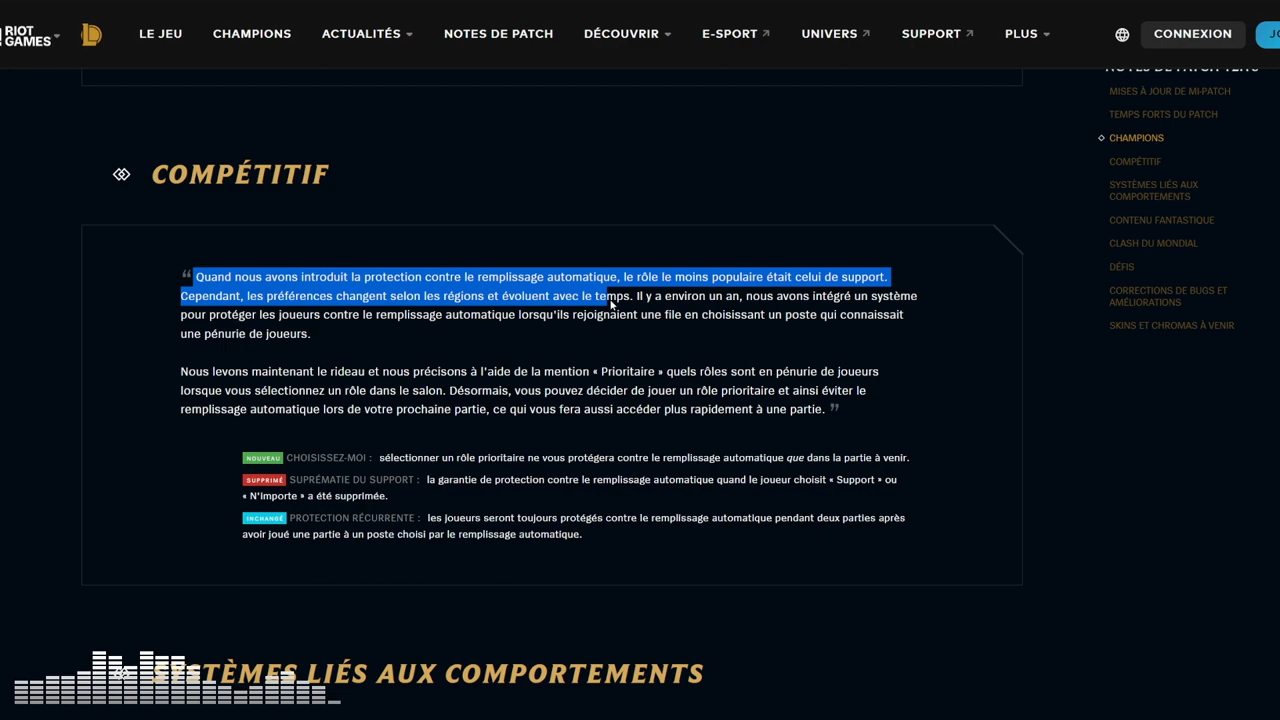 RIOT GAMES
LE JEU
CHAMPIONS
ACTUALITÉS
NOTES DE PATCH
DÉCOUVRIR
E-SPORT
UNIVERS
SUPPORT
PLUS
CONNEXION
COMPÉTITIF
“ Quand nous avons introduit la protection contre le remplissage automatique, le rôle le moins populaire était celui de support.
Cependant, les préférences changent selon les régions et évoluent avec le temps. Il y a environ un an, nous avons intégré un système
pour protéger les joueurs contre le remplissage automatique lorsqu'ils rejoignaient une file en choisissant un poste qui connaissait
une pénurie de joueurs.
Nous levons maintenant le rideau et nous précisons à l'aide de la mention « Prioritaire » quels rôles sont en pénurie de joueurs
lorsque vous sélectionnez un rôle dans le salon. Désormais, vous pouvez décider de jouer un rôle prioritaire et ainsi éviter le
remplissage automatique lors de votre prochaine partie, ce qui vous fera aussi accéder plus rapidement à une partie. ”
NOUVEAU CHOISISSEZ-MOI : sélectionner un rôle prioritaire ne vous protégera contre le remplissage automatique que dans la partie à venir.
SUPPRIMÉ SUPRÉMATIE DU SUPPORT : la garantie de protection contre le remplissage automatique quand le joueur choisit « Support » ou
« N'importe » a été supprimée.
INCHANGÉ PROTECTION RÉCURRENTE : les joueurs seront toujours protégés contre le remplissage automatique pendant deux parties après
avoir joué une partie à un poste choisi par le remplissage automatique.
SYSTÈMES LIÉS AUX COMPORTEMENTS
NOTES DE PATCH
MISES À JOUR DE MI-PATCH
TEMPS FORTS DU PATCH
CHAMPIONS
COMPÉTITIF
SYSTÈMES LIÉS AUX
COMPORTEMENTS
CONTENU FANTASTIQUE
CLASH DU MONDIAL
DÉFIS
CORRECTIONS DE BUGS ET
AMÉLIORATIONS
SKINS ET CHROMAS À VENIR